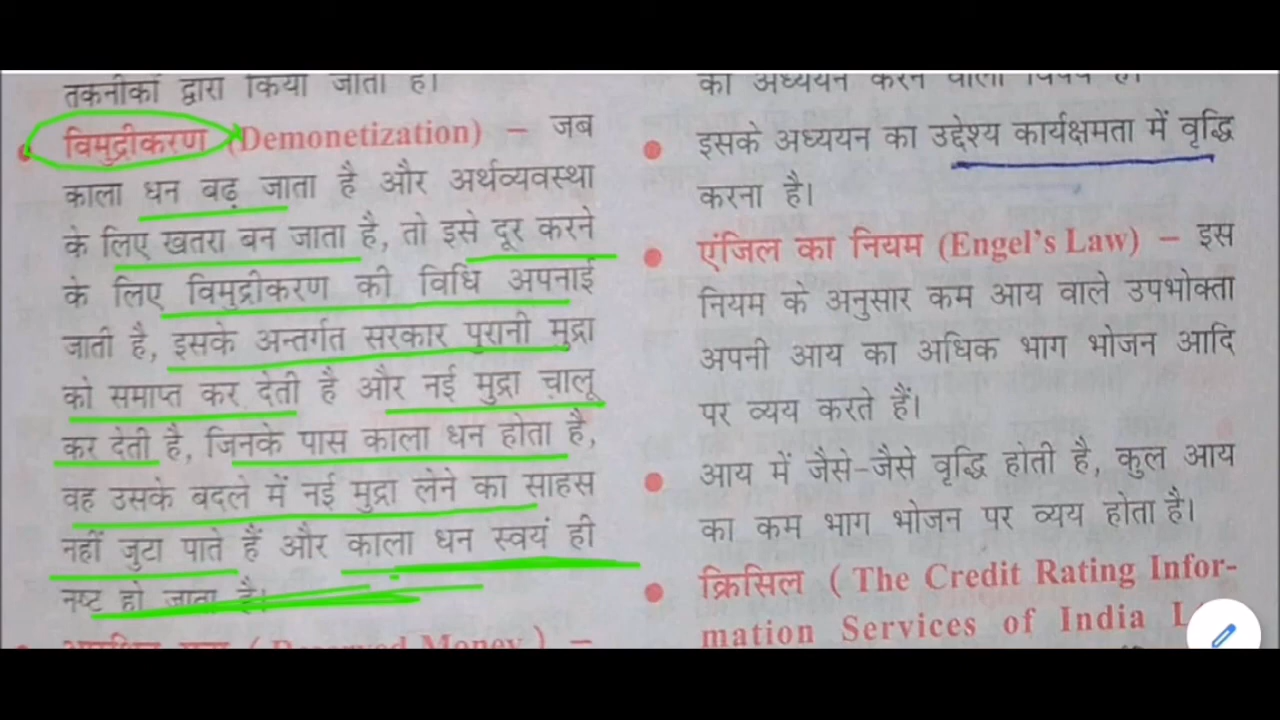 तकनीकों द्वारा किया जाता है।
विमुद्रीकरण (Demonetization) – जब
काला धन बढ़ जाता है और अर्थव्यवस्था
के लिए खतरा बन जाता है, तो इसे दूर करने
के लिए विमुद्रीकरण की विधि अपनाई
जाती है, इसके अन्तर्गत सरकार पुरानी मुद्रा
को समाप्त कर देती है और नई मुद्रा चालू
कर देती है, जिनके पास काला धन होता है,
वह उसके बदले में नई मुद्रा लेने का साहस
नहीं जुटा पाते हैं और काला धन स्वयं ही
नष्ट हो जाता है।
Money) –
का अध्ययन करने वाला विषय है।
इसके अध्ययन का उद्देश्य कार्यक्षमता में वृद्धि
करना है।
एंजिल का नियम (Engel's Law) – इस
नियम के अनुसार कम आय वाले उपभोक्ता
अपनी आय का अधिक भाग भोजन आदि
पर व्यय करते हैं।
आय में जैसे-जैसे वृद्धि होती है, कुल आय
का कम भाग भोजन पर व्यय होता है।
क्रिसिल ( The Credit Rating Infor-
mation Services of India